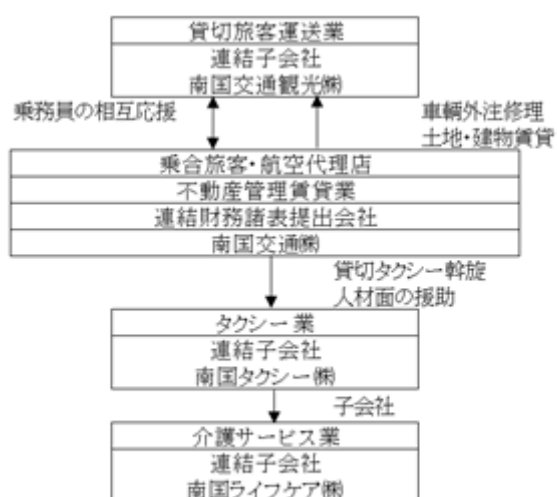 貸切旅客運送業
連結子会社
南国交通観光㈱
乗務員の相互応援
車輌外注修理
土地・建物賃貸
乗合旅客・航空代理店
不動産管理賃貸業
連結財務諸表提出会社
南国交通㈱
貸切タクシー斡旋
人材面の援助
タクシー業
連結子会社
南国タクシー㈱
子会社
介護サービス業
連結子会社
南国ライフケア㈱